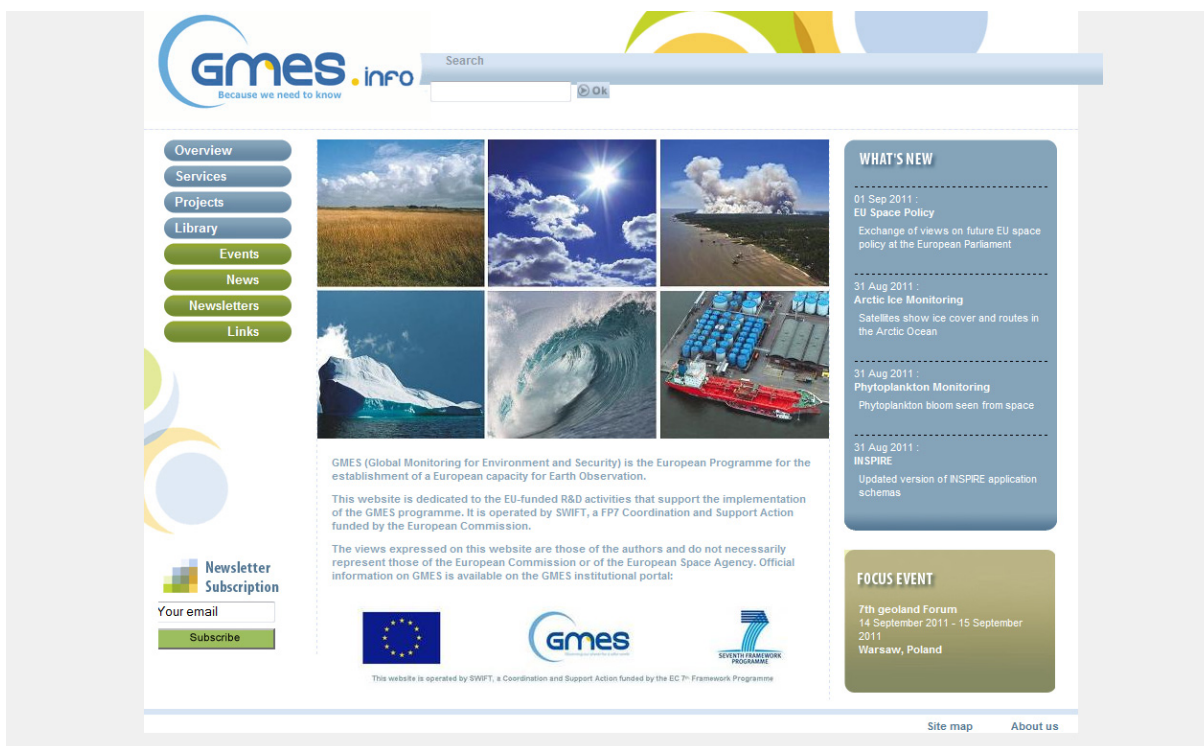 GMES.info
Because we need to know
Search
Ok
Overview
Services
Projects
Library
Events
News
Newsletters
Links
Newsletter
Subscription
Your email
Subscribe
GMES (Global Monitoring for Environment and Security) is the European Programme for the
establishment of a European capacity for Earth Observation.
This website is dedicated to the EU-funded R&D activities that support the implementation
of the GMES programme. It is operated by SWIFT, a FP7 Coordination and Support Action
funded by the European Commission.
The views expressed on this website are those of the authors and do not necessarily
represent those of the European Commission or of the European Space Agency. Official
information on GMES is available on the GMES institutional portal:
GMES
SEVENTH FRAMEWORK
PROGRAMME
This website is operated by SWIFT, a Coordination and Support Action funded by the EC 7th Framework Programme
WHAT'S NEW
01 Sep 2011 :
EU Space Policy
Exchange of views on future EU space
policy at the European Parliament
31 Aug 2011 :
Arctic Ice Monitoring
Satellites show ice cover and routes in
the Arctic Ocean
31 Aug 2011 :
Phytoplankton Monitoring
Phytoplankton bloom seen from space
31 Aug 2011 :
INSPIRE
Updated version of INSPIRE application
schemas
FOCUS EVENT
7th geoland Forum
14 September 2011 - 15 September
2011
Warsaw, Poland
Site map
About us